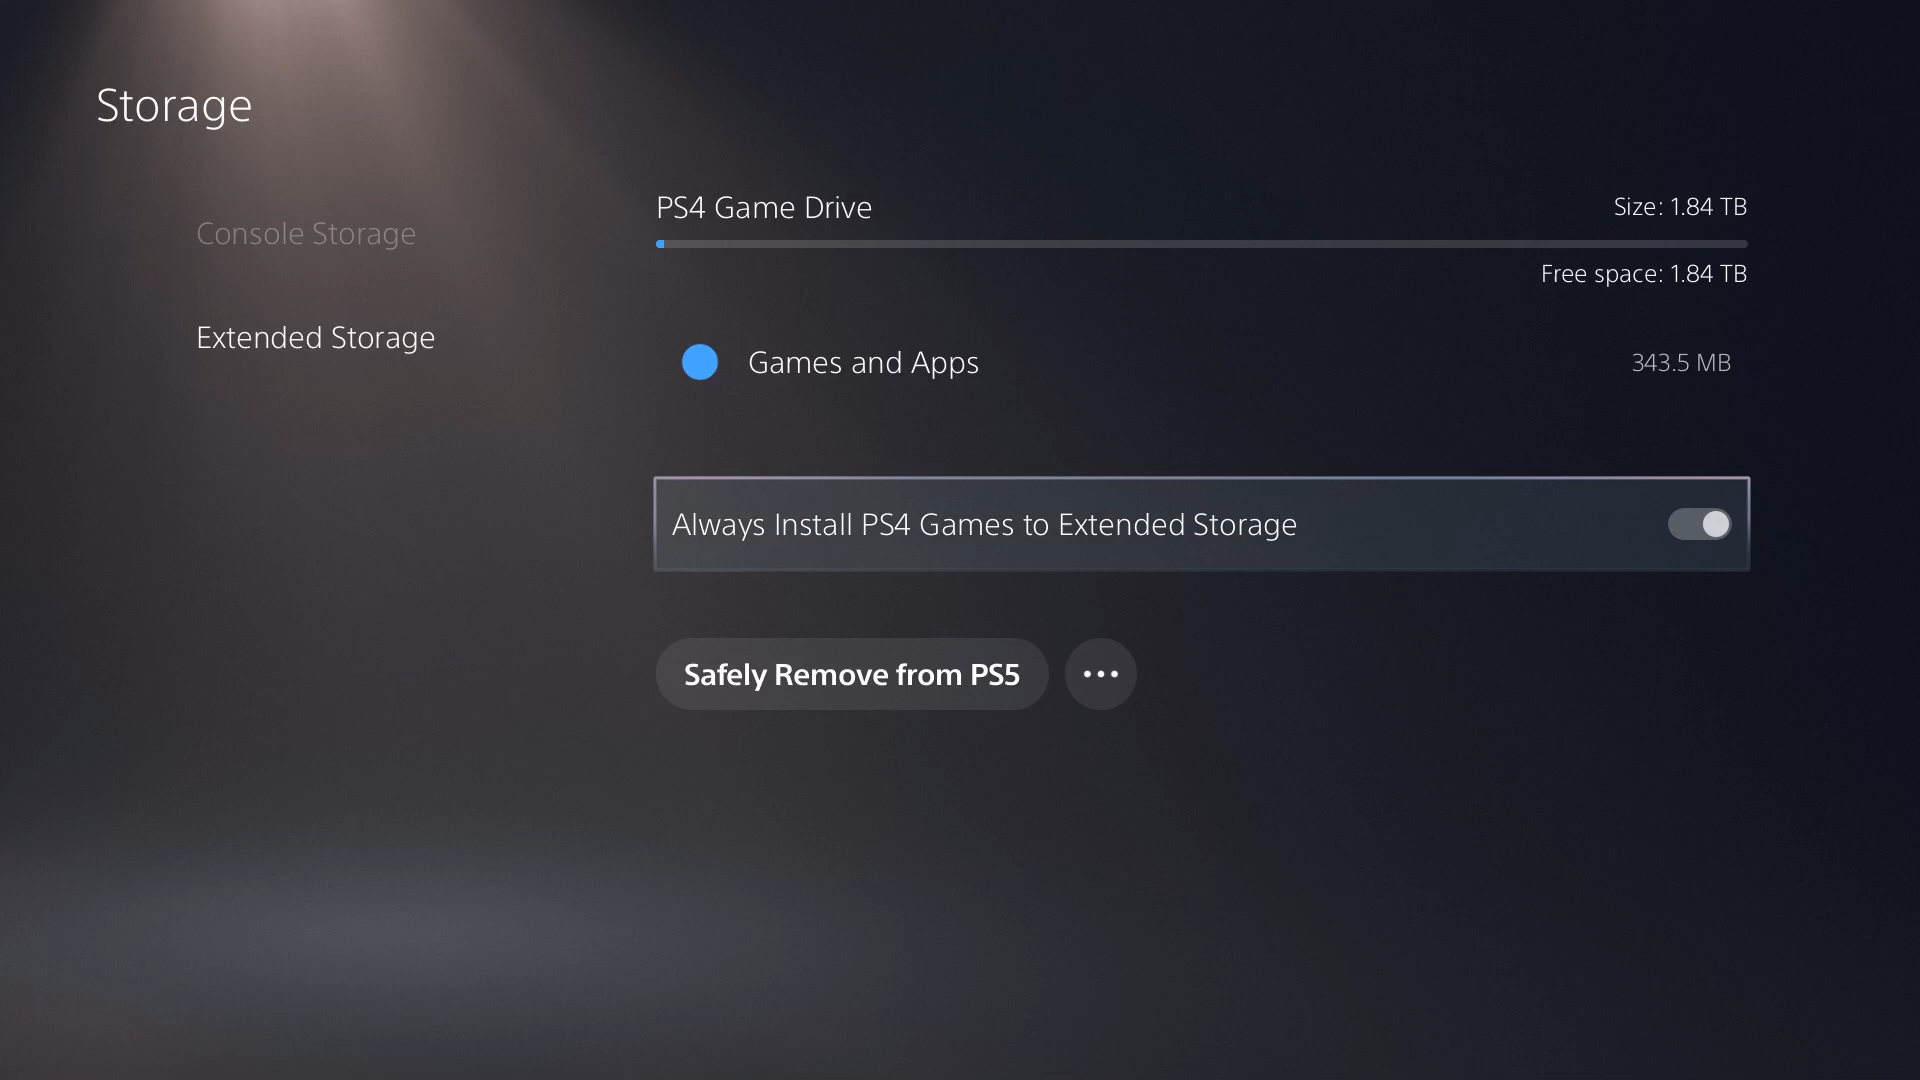 Storage
Console Storage
Extended Storage
PS4 Game Drive
Size: 1.84 TB
Free space: 1.84 TB
Games and Apps
343.5 MB
Always Install PS4 Games to Extended Storage
Safely Remove from PS5